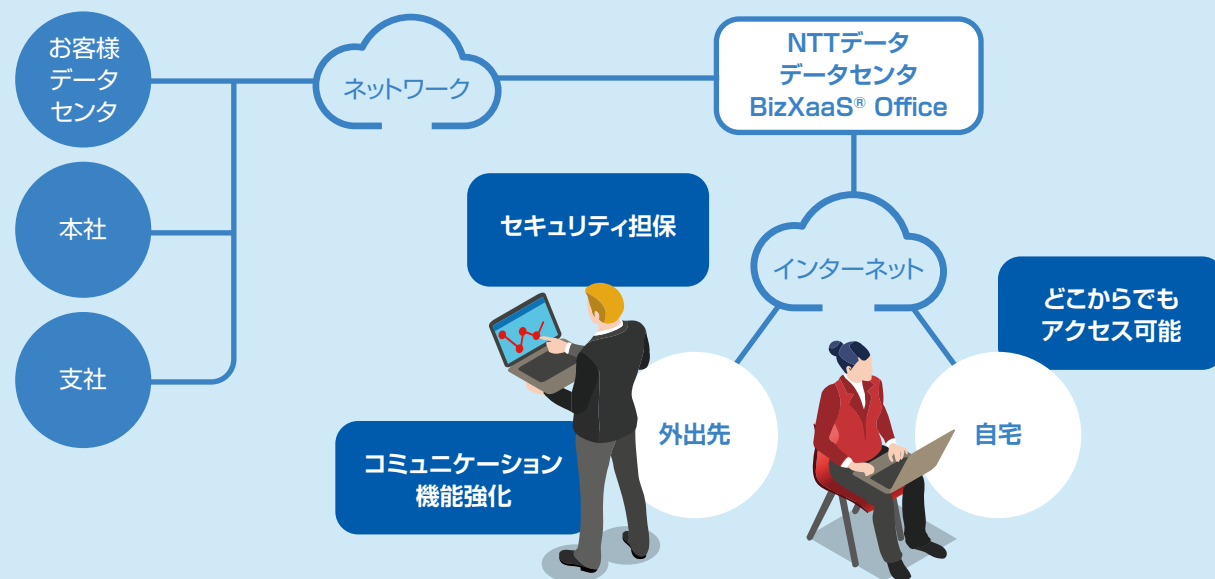 お客様
データ
センタ
ネットワーク
NTTデータ
データセンタ
BizXaaS® Office
本社
セキュリティ担保
インターネット
どこからでも
アクセス可能
支社
外出先
自宅
コミュニケーション
機能強化